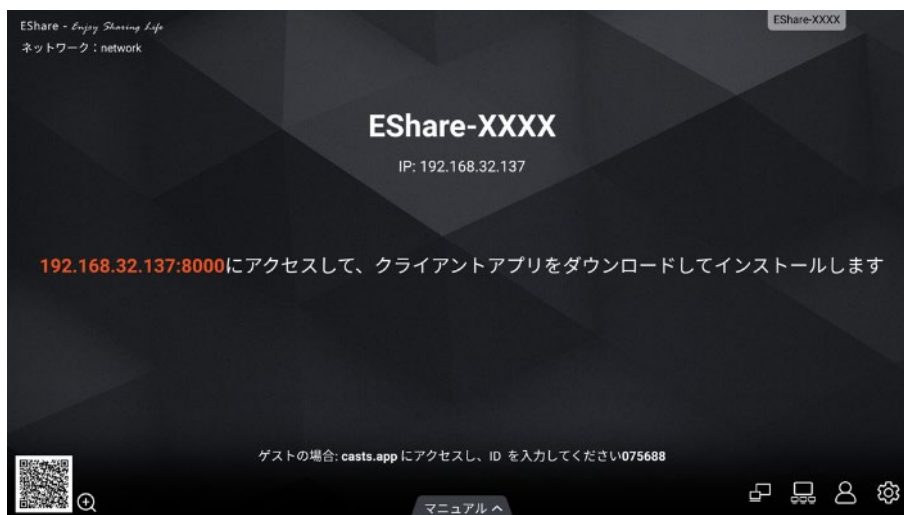 EShare - Enjoy Sharing Life
EShare-XXXX
ネットワーク：network
EShare-XXXX
IP: 192.168.32.137
192.168.32.137:8000にアクセスして、クライアントアプリをダウンロードしてインストールします
ゲストの場合: casts.app にアクセスし、ID を入力してください075688
マニュアル